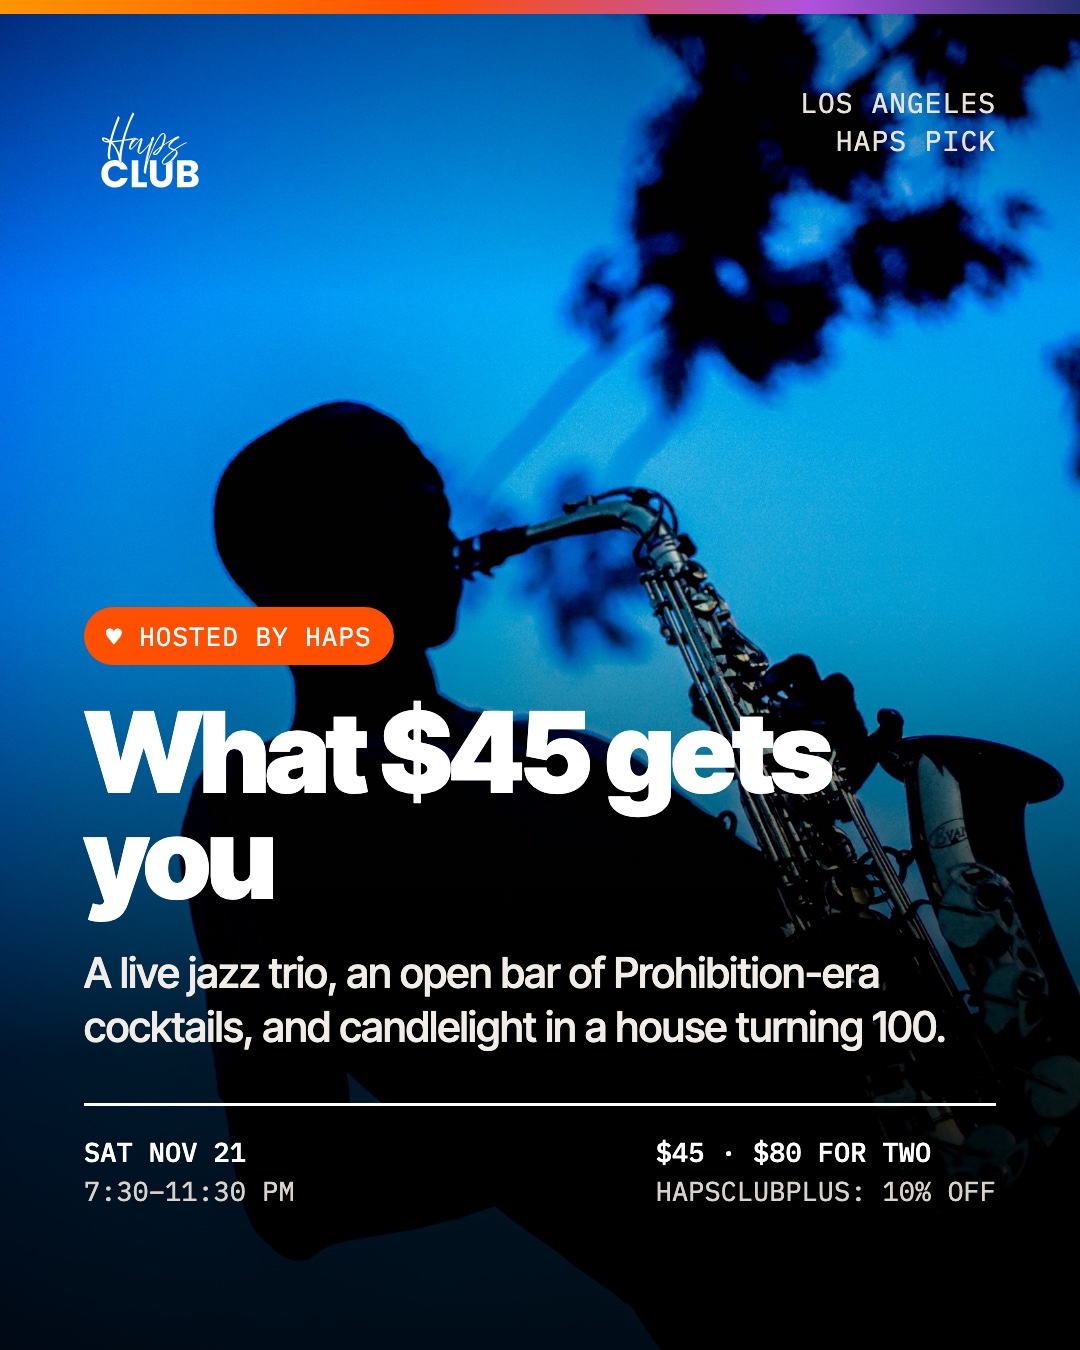 Haps
CLUB
LOS ANGELES
HAPS PICK
♥ HOSTED BY HAPS
What $45 gets
you
A live jazz trio, an open bar of Prohibition-era
cocktails, and candlelight in a house turning 100.
SAT NOV 21
7:30–11:30 PM
$45 · $80 FOR TWO
HAPSCLUBPLUS: 10% OFF